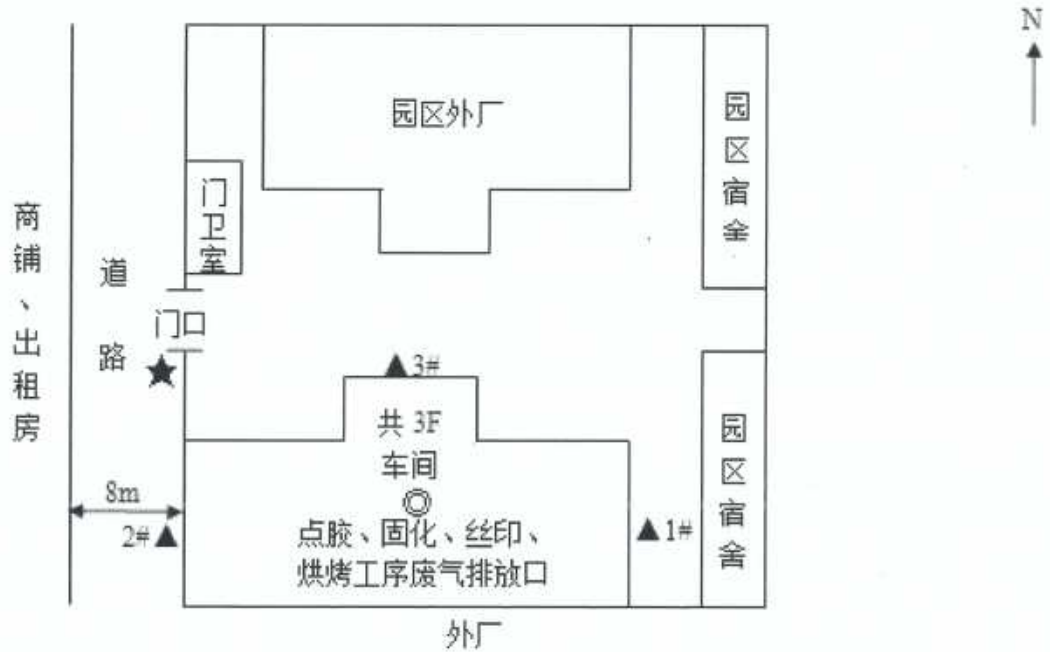 N
园区外厂
园区宿舍
门卫室
商铺、出租房
道路
门口
▲3#
共 3F
车间
园区宿舍
8m
2#▲
▲1#
点胶、固化、丝印、
烘烤工序废气排放口
外厂